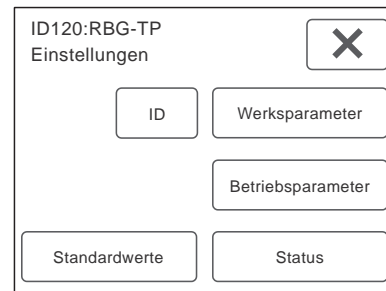 ID120:RBG-TP
Einstellungen
ID
Werksparameter
Betriebsparameter
Standardwerte
Status